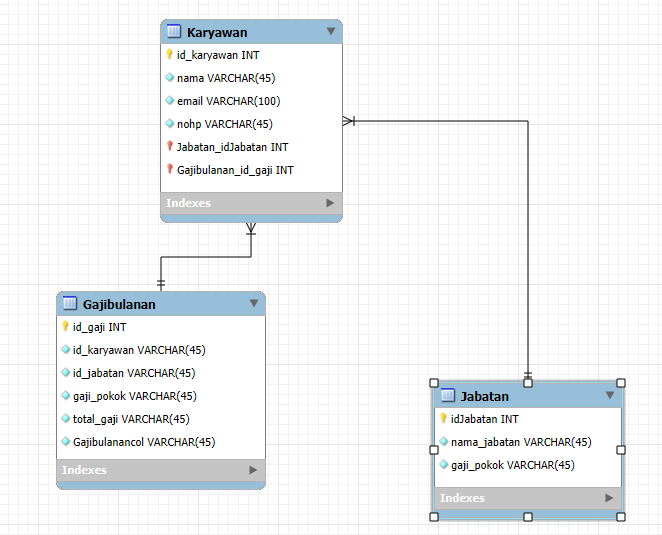 Karyawan
id_karyawan INT
nama VARCHAR(45)
email VARCHAR(100)
nohp VARCHAR(45)
Jabatan_idJabatan INT
Gajibulanan_id_gaji INT
Indexes
Gajibulanan
id_gaji INT
id_karyawan VARCHAR(45)
id_jabatan VARCHAR(45)
gaji_pokok VARCHAR(45)
total_gaji VARCHAR(45)
Gajibulanancol VARCHAR(45)
Indexes
Jabatan
idJabatan INT
nama_jabatan VARCHAR(45)
gaji_pokok VARCHAR(45)
Indexes